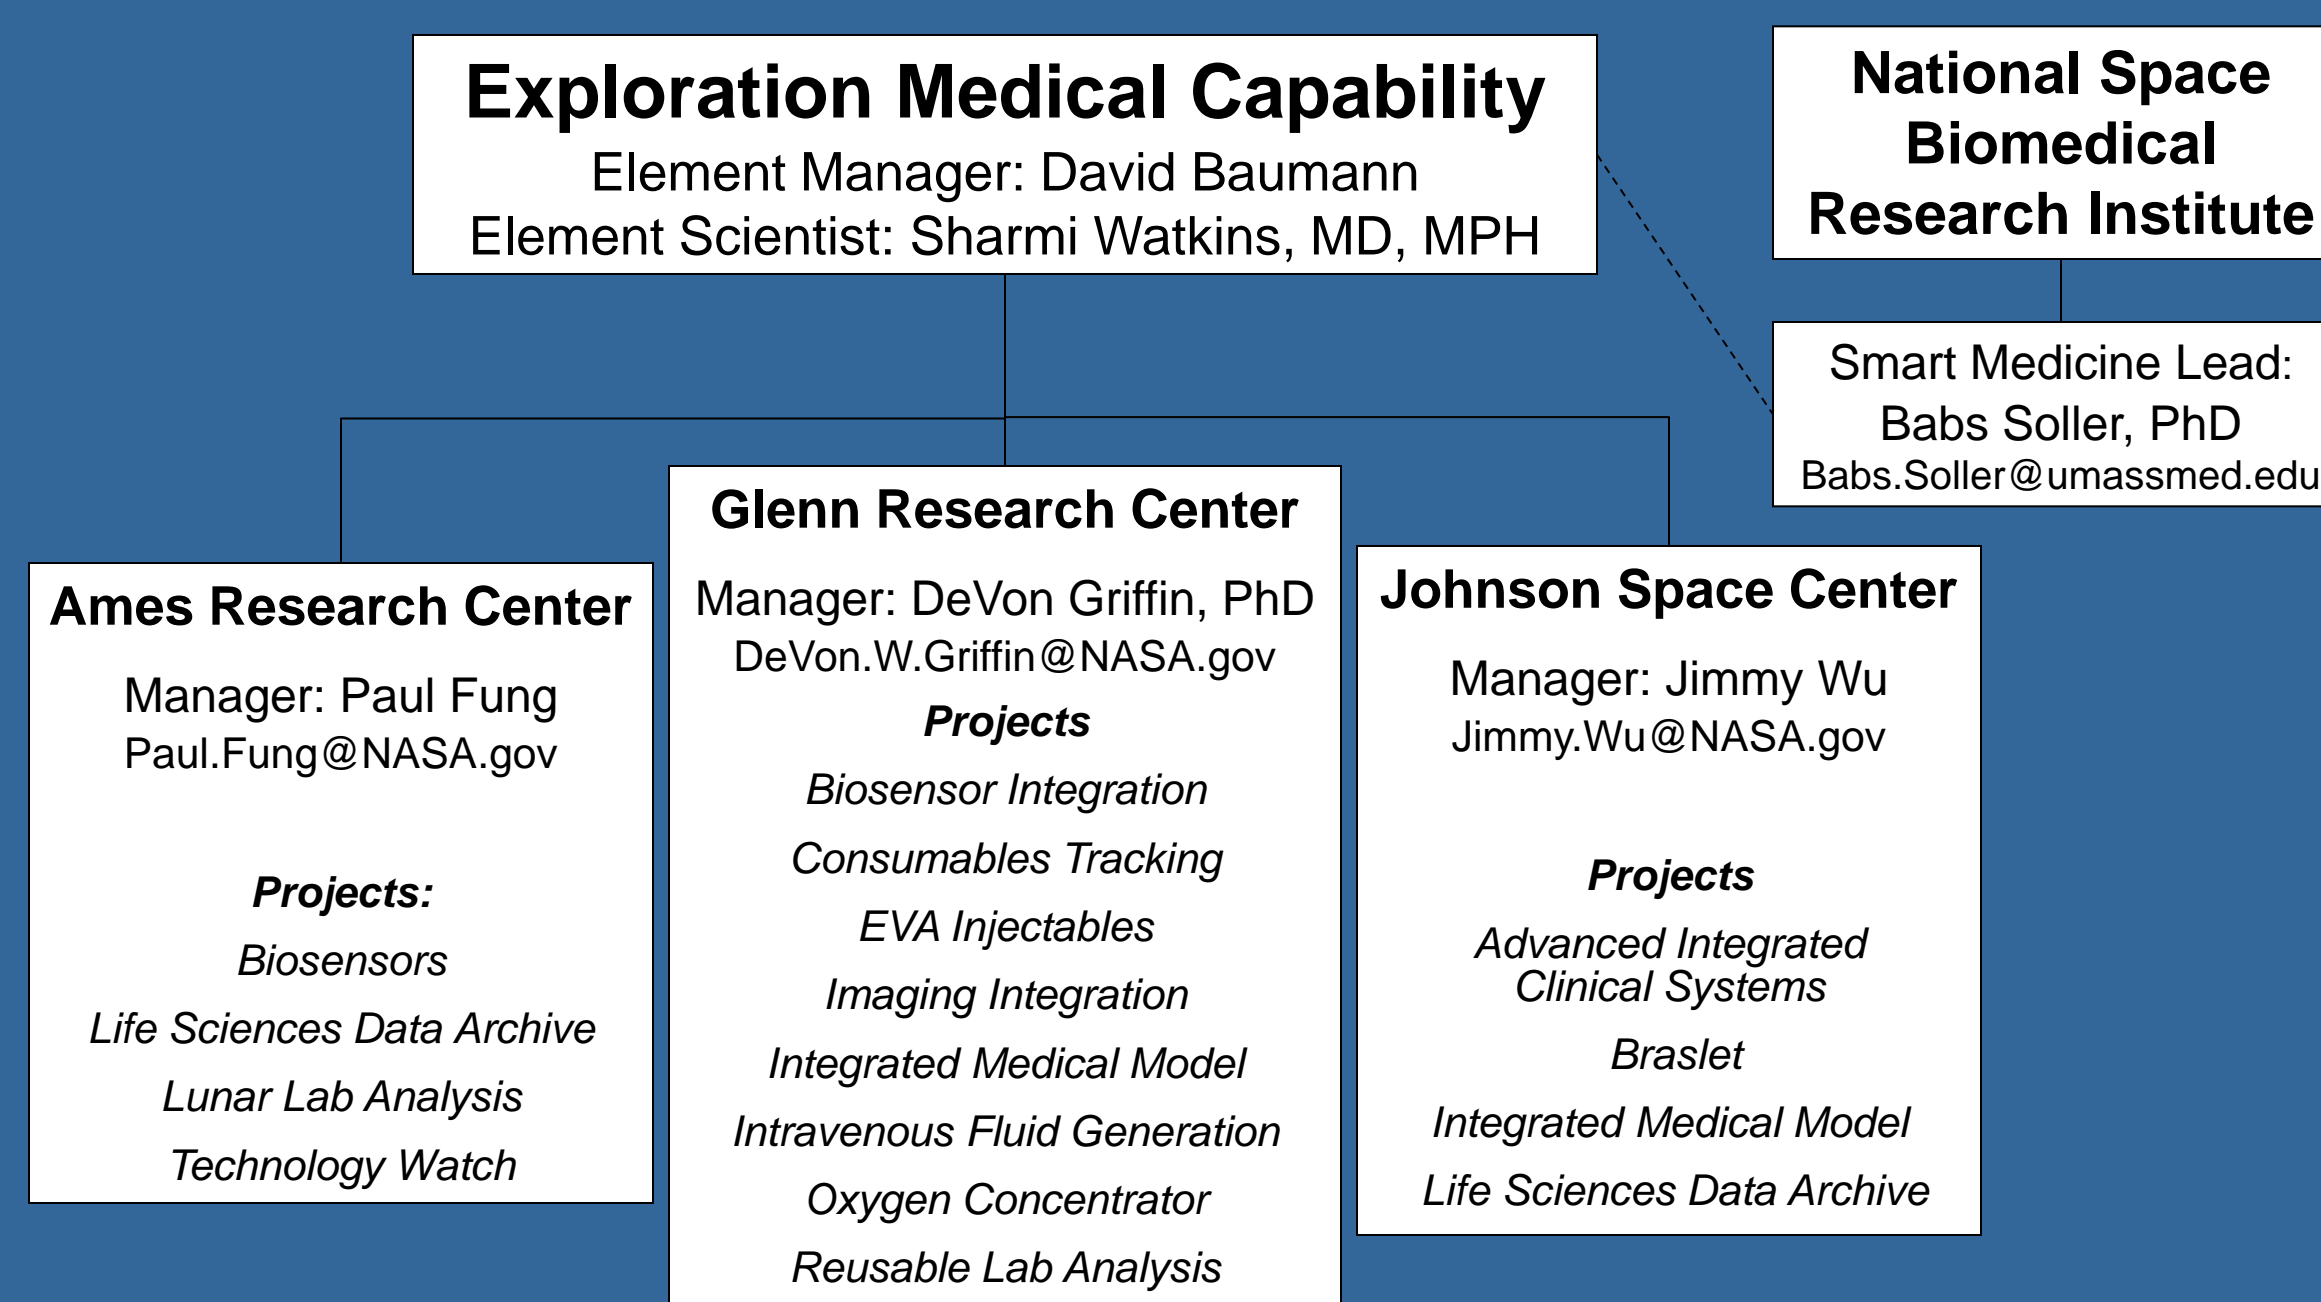 Exploration Medical Capability
Element Manager: David Baumann
Element Scientist: Sharmi Watkins, MD, MPH
National Space
Biomedical
Research Institute
Smart Medicine Lead:
Babs Soller, PhD
Babs.Soller@umassmed.edu
Ames Research Center
Manager: Paul Fung
Paul.Fung@NASA.gov
Projects:
Biosensors
Life Sciences Data Archive
Lunar Lab Analysis
Technology Watch
Glenn Research Center
Manager: DeVon Griffin, PhD
DeVon.W.Griffin@NASA.gov
Projects
Biosensor Integration
Consumables Tracking
EVA Injectables
Imaging Integration
Integrated Medical Model
Intravenous Fluid Generation
Oxygen Concentrator
Reusable Lab Analysis
Johnson Space Center
Manager: Jimmy Wu
Jimmy.Wu@NASA.gov
Projects
Advanced Integrated
Clinical Systems
Braslet
Integrated Medical Model
Life Sciences Data Archive